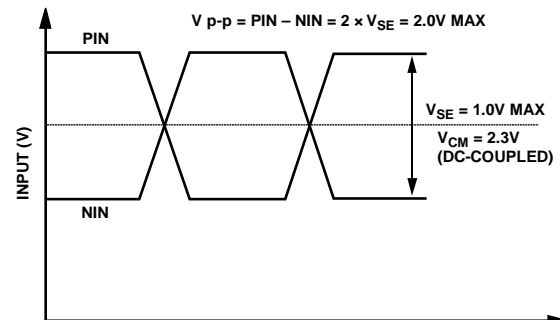 V p-p = PIN – NIN = 2 × VSE = 2.0V MAX
PIN
VSE = 1.0V MAX
VCM = 2.3V
(DC-COUPLED)
INPUT (V)
NIN